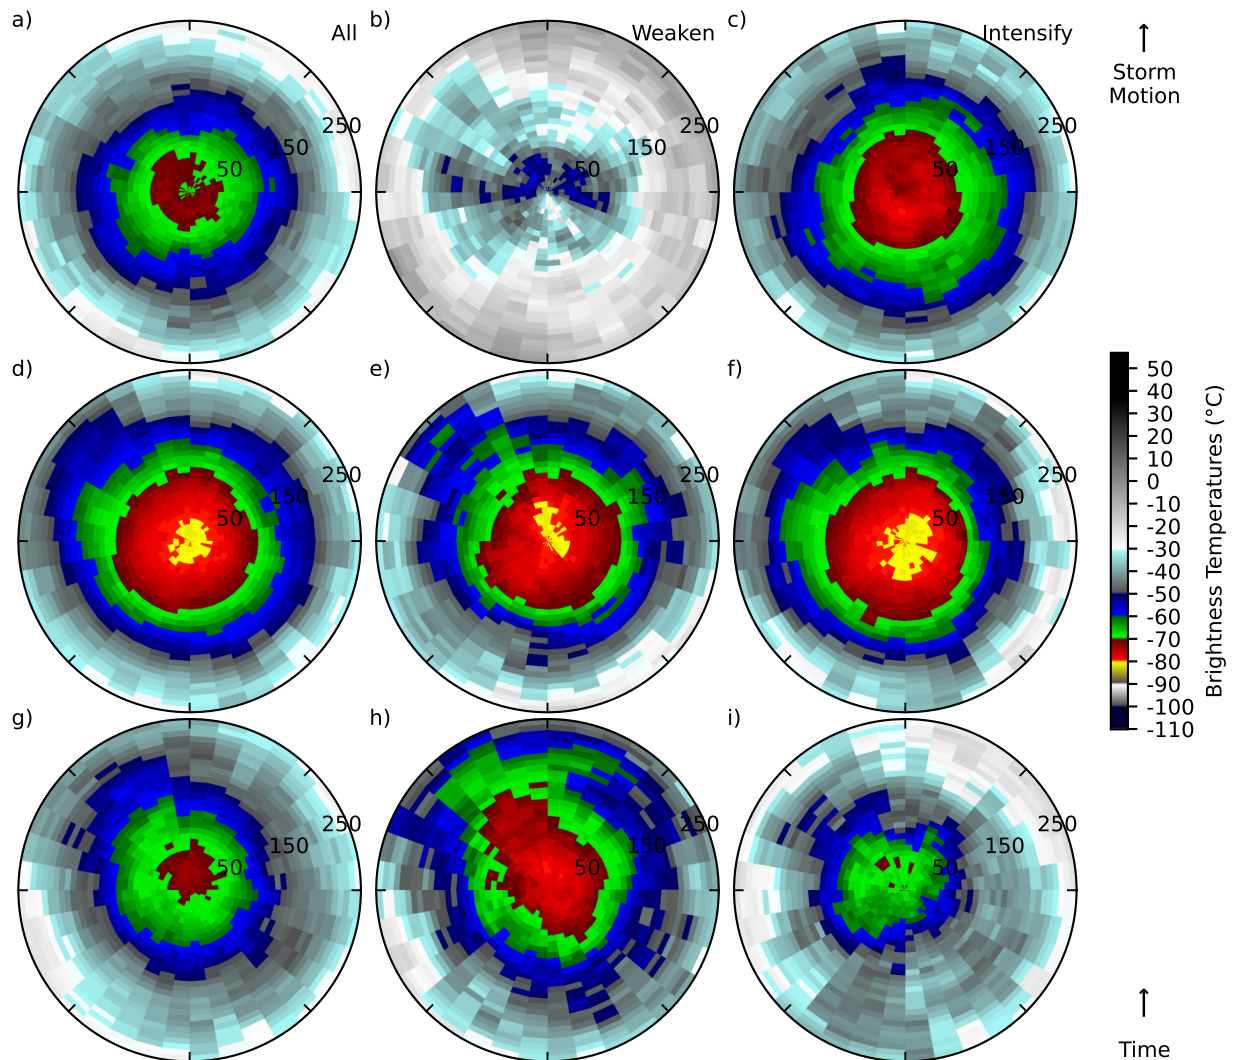 a)
All
250
150
50
b)
Weaken
250
150
50
c)
Intensify
250
150
50
↑
Storm
Motion
d)
250
150
50
e)
250
150
50
f)
250
150
50
50
40
30
20
10
0
-10
-20
-30
-40
-50
-60
-70
-80
-90
-100
-110
Brightness Temperatures (°C)
g)
250
150
50
h)
250
150
50
i)
250
150
50
↑
Time